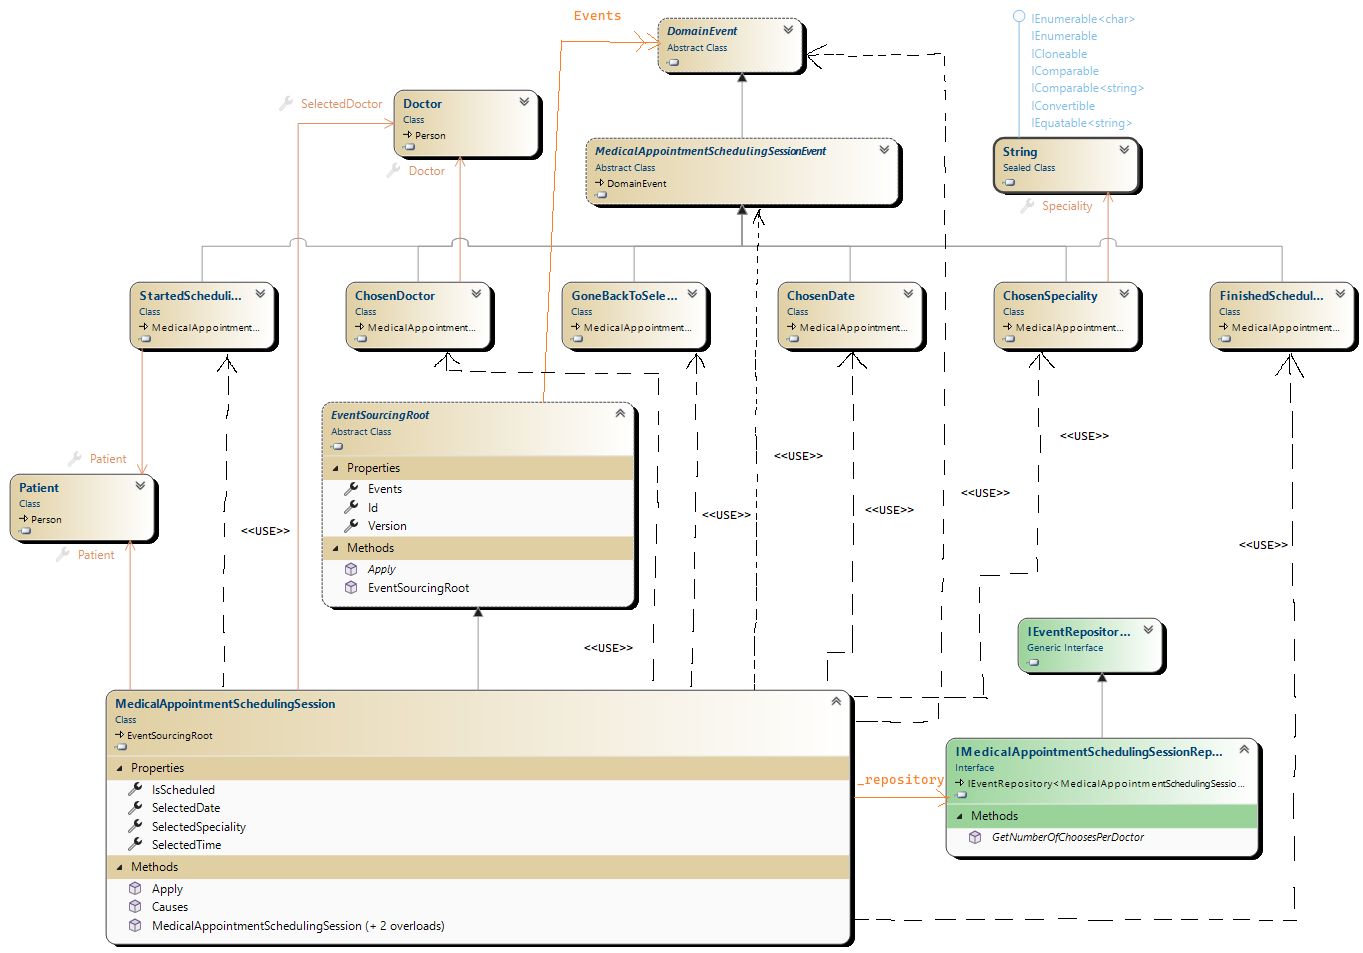 Events
DomainEvent
Abstract Class
IEnumerable<char>
IEnumerable
ICloneable
IComparable
IComparable<string>
IConvertible
IEquatable<string>
SelectedDoctor
Doctor
Class
Person
Doctor
MedicalAppointmentSchedulingSessionEvent
Abstract Class
DomainEvent
String
Sealed Class
Speciality
StartedScheduli...
Class
MedicalAppointment...
ChosenDoctor
Class
MedicalAppointment...
GoneBackToSele...
Class
MedicalAppointment...
ChosenDate
Class
MedicalAppointment...
ChosenSpeciality
Class
MedicalAppointment...
FinishedSchedul...
Class
MedicalAppointment...
EventSourcingRoot
Abstract Class
Properties
Events
Id
Version
Methods
Apply
EventSourcingRoot
<<USE>>
<<USE>>
Patient
Patient
Class
Person
Patient
<<USE>>
<<USE>>
<<USE>>
<<USE>>
<<USE>>
<<USE>>
IEventRepositor...
Generic Interface
MedicalAppointmentSchedulingSession
Class
EventSourcingRoot
Properties
IsScheduled
SelectedDate
SelectedSpeciality
SelectedTime
Methods
Apply
Causes
MedicalAppointmentSchedulingSession (+ 2 overloads)
_repository
IMedicalAppointmentSchedulingSessionRep...
Interface
IEventRepository<MedicalAppointmentSchedulingSessio...
Methods
GetNumberOfChoosesPerDoctor